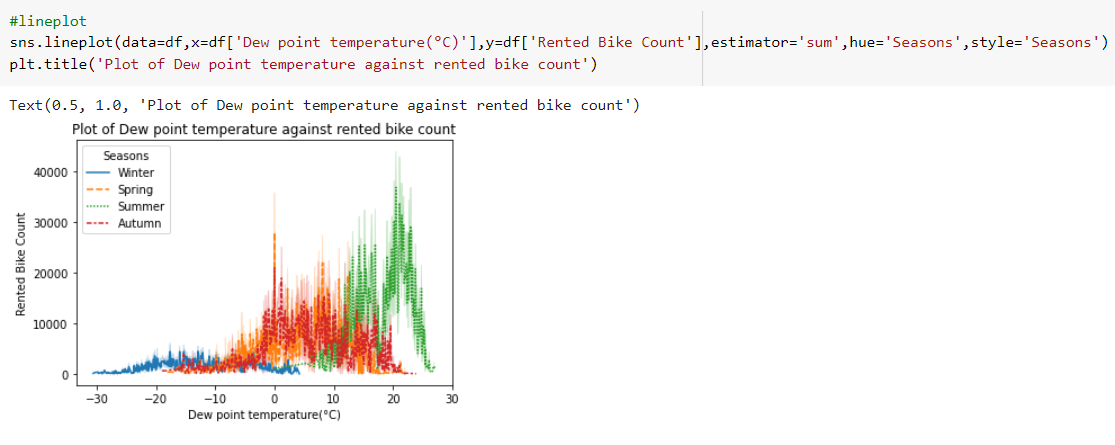 #lineplot
sns.lineplot(data=df,x=df['Dew point temperature(°C)'],y=df['Rented Bike Count'],estimator='sum',hue='Seasons',style='Seasons')
plt.title('Plot of Dew point temperature against rented bike count')
Text(0.5, 1.0, 'Plot of Dew point temperature against rented bike count')
Plot of Dew point temperature against rented bike count
Seasons
Winter
Spring
Summer
Autumn
Rented Bike Count
40000
30000
20000
10000
0
−30 −20 −10 0 10 20 30
Dew point temperature(°C)